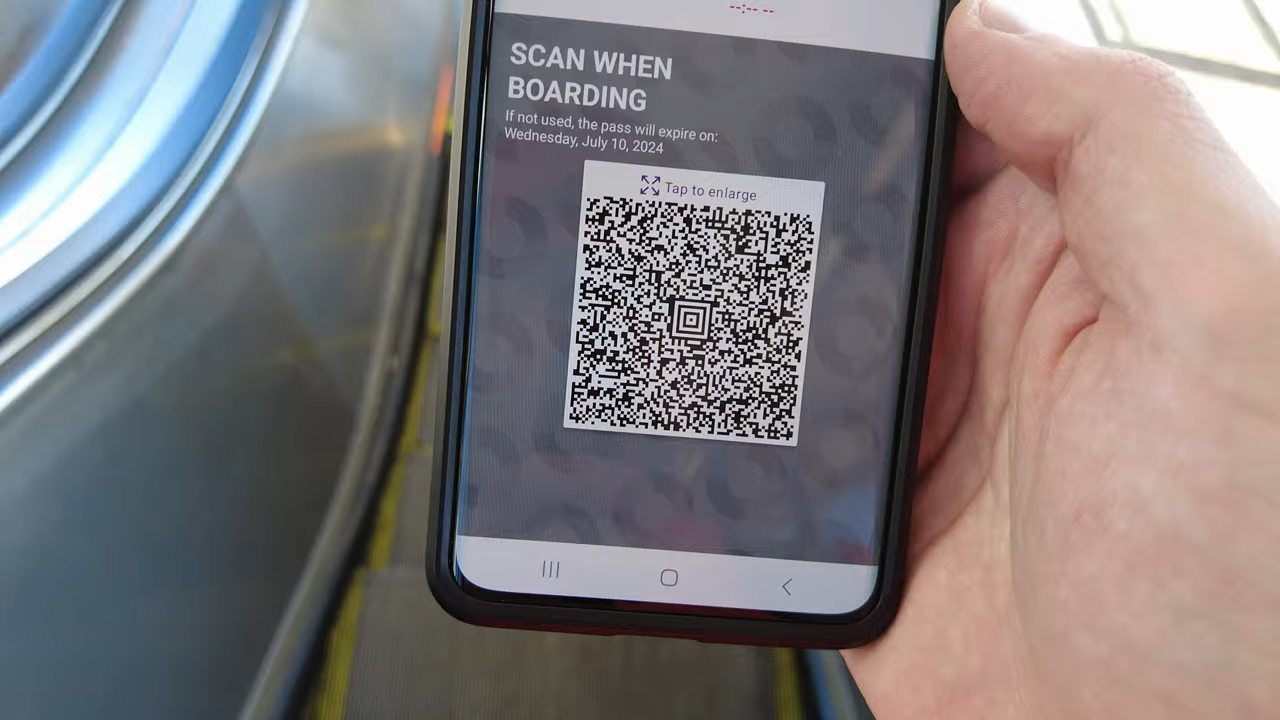 SCAN WHEN
BOARDING
If not used, the pass will expire on:
Wednesday, July 10, 2024
Tap to enlarge